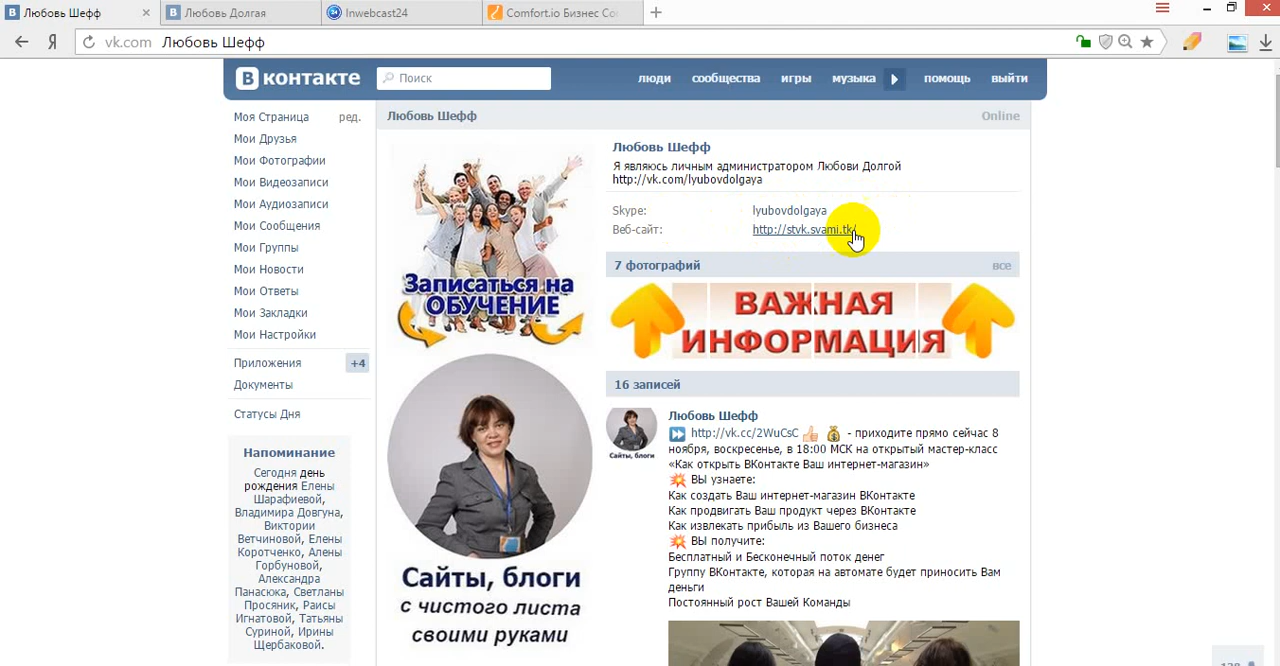 Любовь Шефф
Любовь Долгая
Inwebcast24
Comfort.io Бизнес Со
Я
vk.com Любовь Шефф
В контакте
Поиск
люди
сообщества
игры
музыка
помощь
выйти
Моя Страница
ред.
Мои Друзья
Мои Фотографии
Мои Видеозаписи
Мои Аудиозаписи
Мои Сообщения
Мои Группы
Мои Новости
Мои Ответы
Мои Закладки
Мои Настройки
Приложения
+4
Документы
Статусы Дня
Напоминание
Сегодня день
рождения Елены
Шарафиевой,
Владимира Довгуна,
Виктории
Ветчиновой, Елены
Коротченко, Алены
Горбуновой,
Александра
Панасюка, Светланы
Просяник, Раисы
Игнатовой, Татьяны
Суриной, Ирины
Щербаковой.
Любовь Шефф
Online
Записаться на
ОБУЧЕНИЕ
Сайты, блоги
с чистого листа
своими руками
Любовь Шефф
Я являюсь личным администратором Любови Долгой
http://vk.com/lyubovdolgaya
Skype:
lyubovdolgaya
Веб-сайт:
http://stvk.svami.tk/
7 фотографий
все
ВАЖНАЯ
ИНФОРМАЦИЯ
16 записей
Сайты, блоги
Любовь Шефф
http://vk.cc/2WuCsC - приходите прямо сейчас 8
ноября, воскресенье, в 18:00 МСК на открытый мастер-класс
«Как открыть ВКонтакте Ваш интернет-магазин»
ВЫ узнаете:
Как создать Ваш интернет-магазин ВКонтакте
Как продвигать Ваш продукт через ВКонтакте
Как извлекать прибыль из Вашего бизнеса
ВЫ получите:
Бесплатный и Бесконечный поток денег
Группу ВКонтакте, которая на автомате будет приносить Вам
деньги
Постоянный рост Вашей Команды